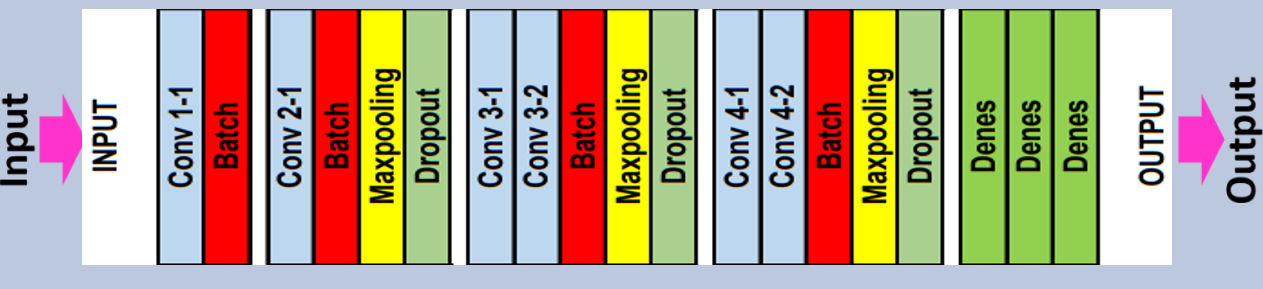 Input
INPUT
Conv 1-1
Batch
Conv 2-1
Batch
Maxpooling
Dropout
Conv 3-1
Conv 3-2
Batch
Maxpooling
Dropout
Conv 4-1
Conv 4-2
Batch
Maxpooling
Dropout
Denes
Denes
Denes
OUTPUT
Output